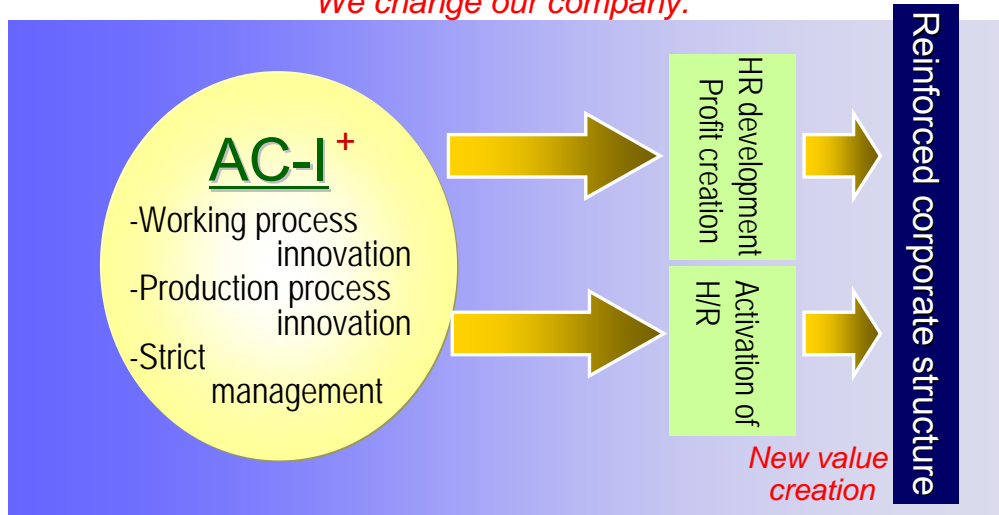 We change our company.
AC-I +
-Working process
innovation
-Production process
innovation
-Strict
management
HR development
Profit creation
Activation of
H/R
New value
creation
Reinforced corporate structure